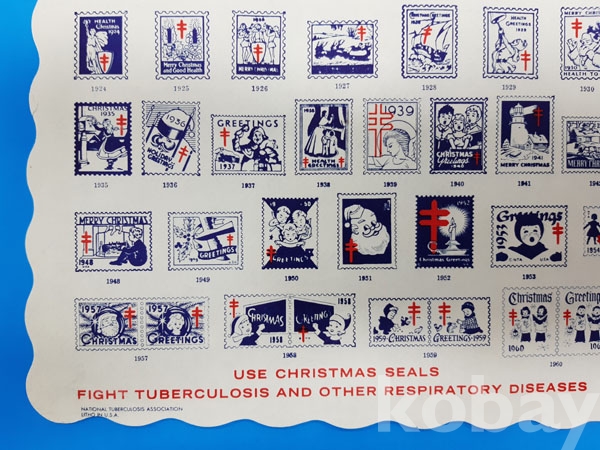 HEALTH
CHRISTMAS
1924
Merry Christmas
and Good Health
1926
MERRY CHRISTMAS
1927
GREETINGS
1928
HEALTH
GREETINGS
1929
CHRISTMAS
HEALTH TO
1924 1925 1926 1927 1928 1929 1930
CHRISTMAS
1935
1936
HOLIDAY
GREETINGS
GREETINGS
1937
1938
HEALTH
GREETINGS
1939
CHRISTMAS
Greetings
1940
1941
MERRY CHRISTMAS
1935 1936 1937 1938 1939 1940 1941
MERRY CHRISTMAS
1948
GREETINGS
GREETINGS
1952
Christmas Greetings
Greetings
1953
1948 1949 1950 1951 1952 1953 1954
1957 1957
CHRISTMAS GREETINGS
CHRISTMAS
1958
1958
GREETING
1959·CHRISTMAS GREETINGS·1959
Christmas
1960
Greetings
1957 1958 1959 1960
USE CHRISTMAS SEALS
FIGHT TUBERCULOSIS AND OTHER RESPIRATORY DISEASES
NATIONAL TUBERCULOSIS ASSOCIATION
LITHO IN U.S.A.
kobay